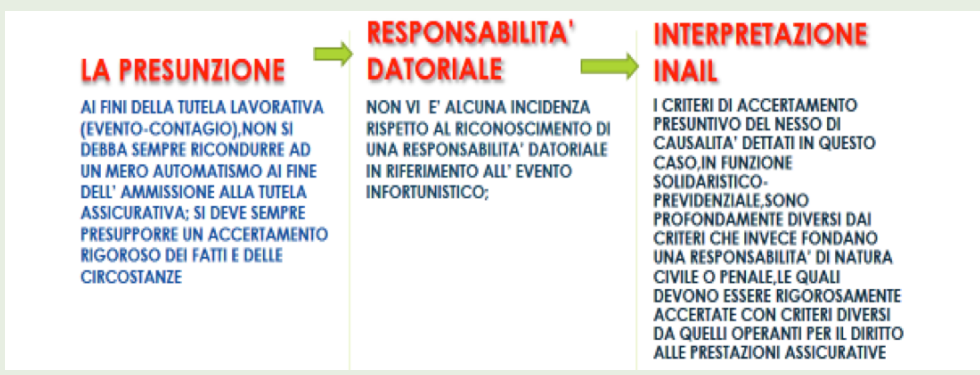 LA PRESUNZIONE
AI FINI DELLA TUTELA LAVORATIVA
(EVENTO-CONTAGIO),NON SI
DEBBA SEMPRE RICONDURRE AD
UN MERO AUTOMATISMO AI FINE
DELL' AMMISSIONE ALLA TUTELA
ASSICURATIVA; SI DEVE SEMPRE
PRESUPPORRE UN ACCERTAMENTO
RIGOROSO DEI FATTI E DELLE
CIRCOSTANZE
RESPONSABILITA'
DATORIALE
NON VI E' ALCUNA INCIDENZA
RISPETTO AL RICONOSCIMENTO DI
UNA RESPONSABILITA' DATORIALE
IN RIFERIMENTO ALL' EVENTO
INFORTUNISTICO;
INTERPRETAZIONE
INAIL
I CRITERI DI ACCERTAMENTO
PRESUNTIVO DEL NESSO DI
CAUSALITA' DETTATI IN QUESTO
CASO,IN FUNZIONE
SOLIDARISTICO-
PREVIDENZIALE,SONO
PROFONDAMENTE DIVERSI DAI
CRITERI CHE INVECE FONDANO
UNA RESPONSABILITA' DI NATURA
CIVILE O PENALE,LE QUALI
DEVONO ESSERE RIGOROSAMENTE
ACCERTATE CON CRITERI DIVERSI
DA QUELLI OPERANTI PER IL DIRITTO
ALLE PRESTAZIONI ASSICURATIVE